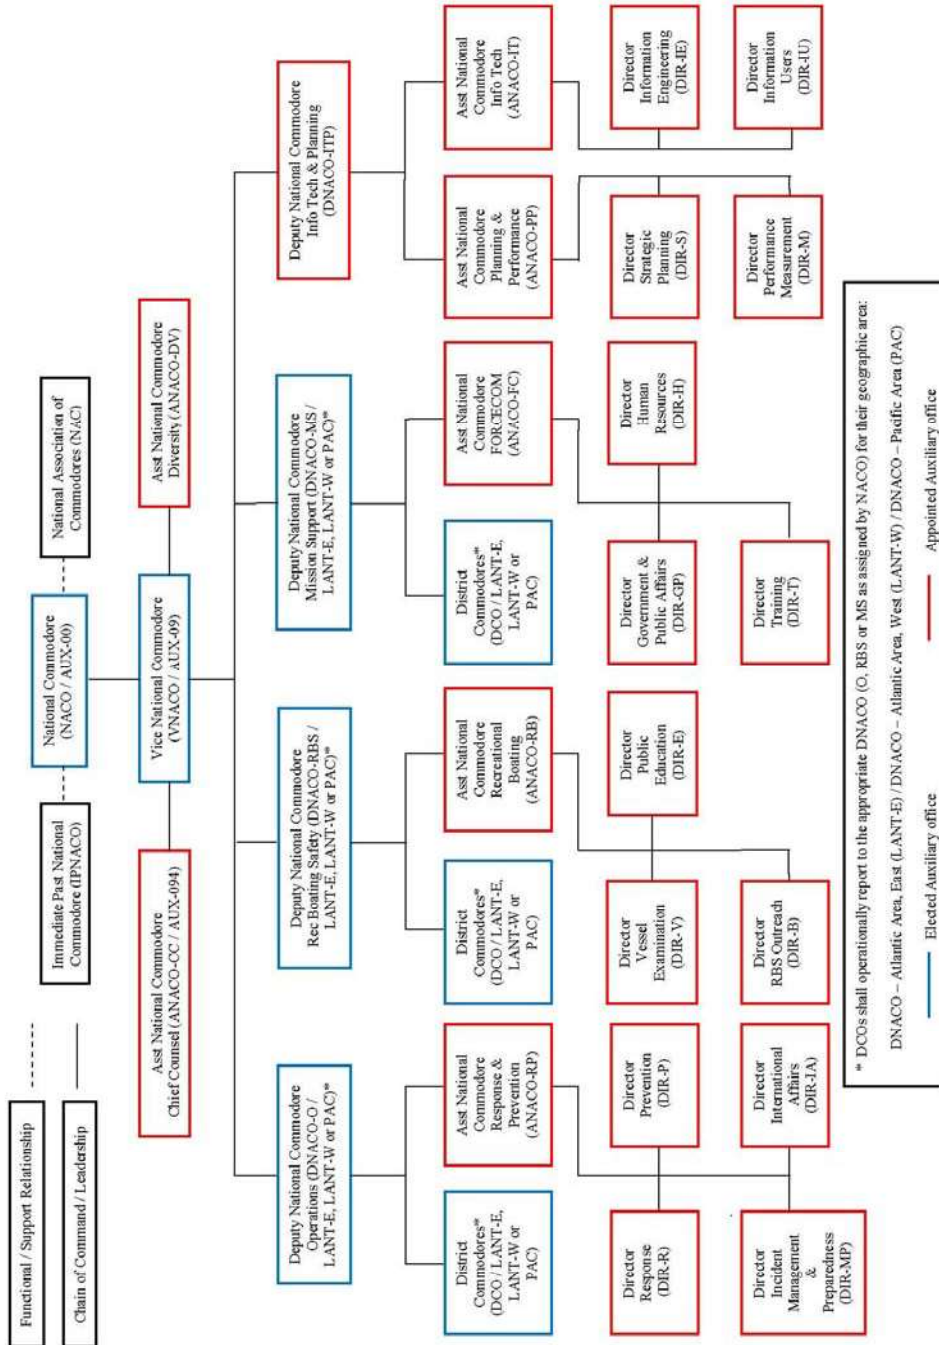 Functional / Support Relationship
Chain of Command / Leadership
Immediate Past National
Commodore (IPNACO)
National Commodore
(NACO / AUX-00)
National Association of
Commodores (NAC)
Asst National Commodore
Chief Counsel (ANACO-CC / AUX-094)
Vice National Commodore
(VNACO / AUX-09)
Asst National Commodore
Diversity (ANACO-DV)
Deputy National Commodore
Operations (DNACO-O /
LANT-E, LANT-W or PAC)*
Deputy National Commodore
Rec Boating Safety (DNACO-RBS /
LANT-E, LANT-W or PAC)*
Deputy National Commodore
Mission Support (DNACO-MS /
LANT-E, LANT-W or PAC)*
Deputy National Commodore
Info Tech & Planning
(DNACO-ITP)
District
Commodores*
(DCO / LANT-E,
LANT-W or
PAC)
Asst National
Commodore
Response &
Prevention
(ANACO-RP)
District
Commodores*
(DCO / LANT-E,
LANT-W or
PAC)
Asst National
Commodore
Recreational
Boating
(ANACO-RB)
District
Commodores*
(DCO / LANT-E,
LANT-W or
PAC)
Asst National
Commodore
FORCECOM
(ANACO-FC)
Asst National
Commodore
Planning &
Performance
(ANACO-PP)
Asst National
Commodore
Info Tech
(ANACO-IT)
Director
Response
(DIR-R)
Director
Prevention
(DIR-P)
Director
Vessel
Examination
(DIR-V)
Director
Public
Education
(DIR-E)
Director
Government &
Public Affairs
(DIR-GP)
Director
Human
Resources
(DIR-H)
Director
Strategic
Planning
(DIR-S)
Director
Information
Engineering
(DIR-IE)
Director
Incident
Management
&
Preparedness
(DIR-MP)
Director
International
Affairs
(DIR-IA)
Director
RBS Outreach
(DIR-B)
Director
Training
(DIR-T)
Director
Performance
Measurement
(DIR-M)
Director
Information
Users
(DIR-IU)
* DCOs shall operationally report to the appropriate DNACO (O, RBS or MS as assigned by NACO) for their geographic area:
DNACO – Atlantic Area, East (LANT-E) / DNACO – Atlantic Area, West (LANT-W) / DNACO – Pacific Area (PAC)
Elected Auxiliary office
Appointed Auxiliary office